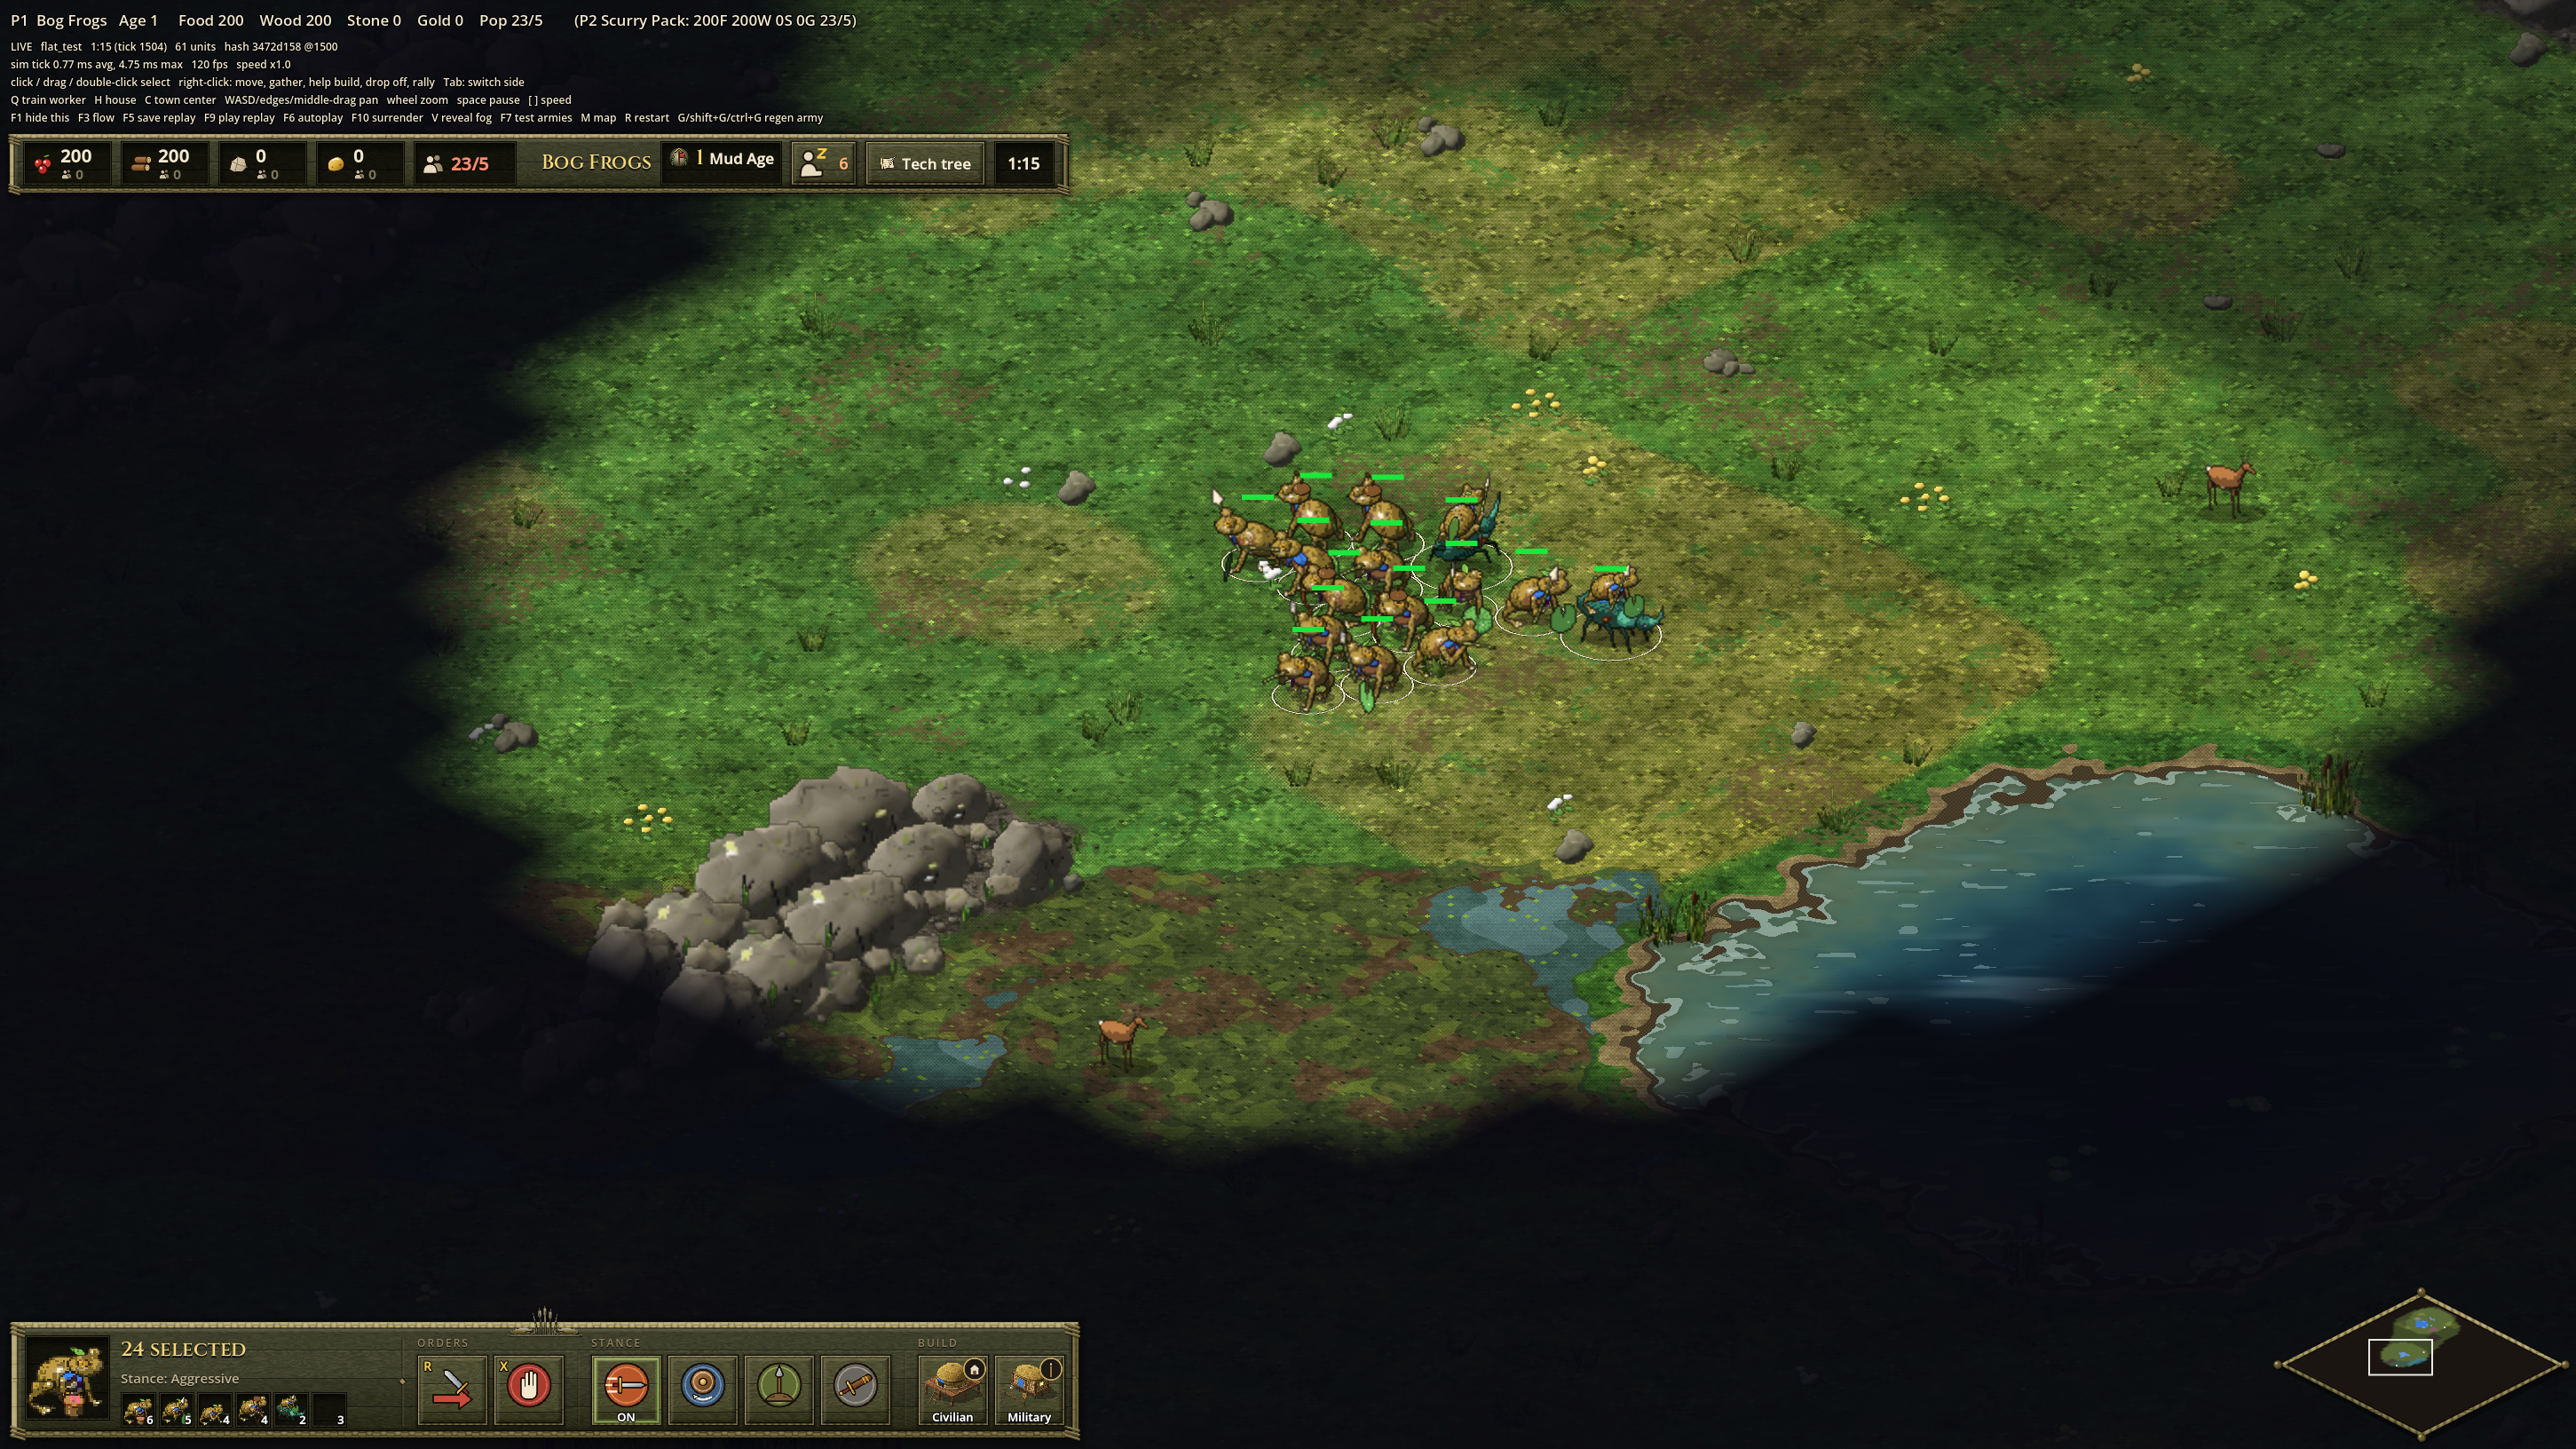 P1 Bog Frogs Age 1 Food 200 Wood 200 Stone 0 Gold 0 Pop 23/5 (P2 Scurry Pack: 200F 200W 0S 0G 23/5)
LIVE flat_test 1:15 (tick 1504) 61 units hash 3472d158 @1500
sim tick 0.77 ms avg, 4.75 ms max 120 fps speed x1.0
click / drag / double-click select right-click: move, gather, help build, drop off, rally Tab: switch side
Q train worker H house C town center WASD/edges/middle-drag pan wheel zoom space pause [ ] speed
F1 hide this F3 flow F5 save replay F9 play replay F6 autoplay F10 surrender V reveal fog F7 test armies M map R restart G/shift+G/ctrl+G regen army
200 0 200 0 0 0 0 0 23/5 BOG FROGS 1 Mud Age Z 6 Tech tree 1:15
24 SELECTED
Stance: Aggressive
6 5 4 4 2 3
ORDERS STANCE BUILD
R X
ON Civilian Military